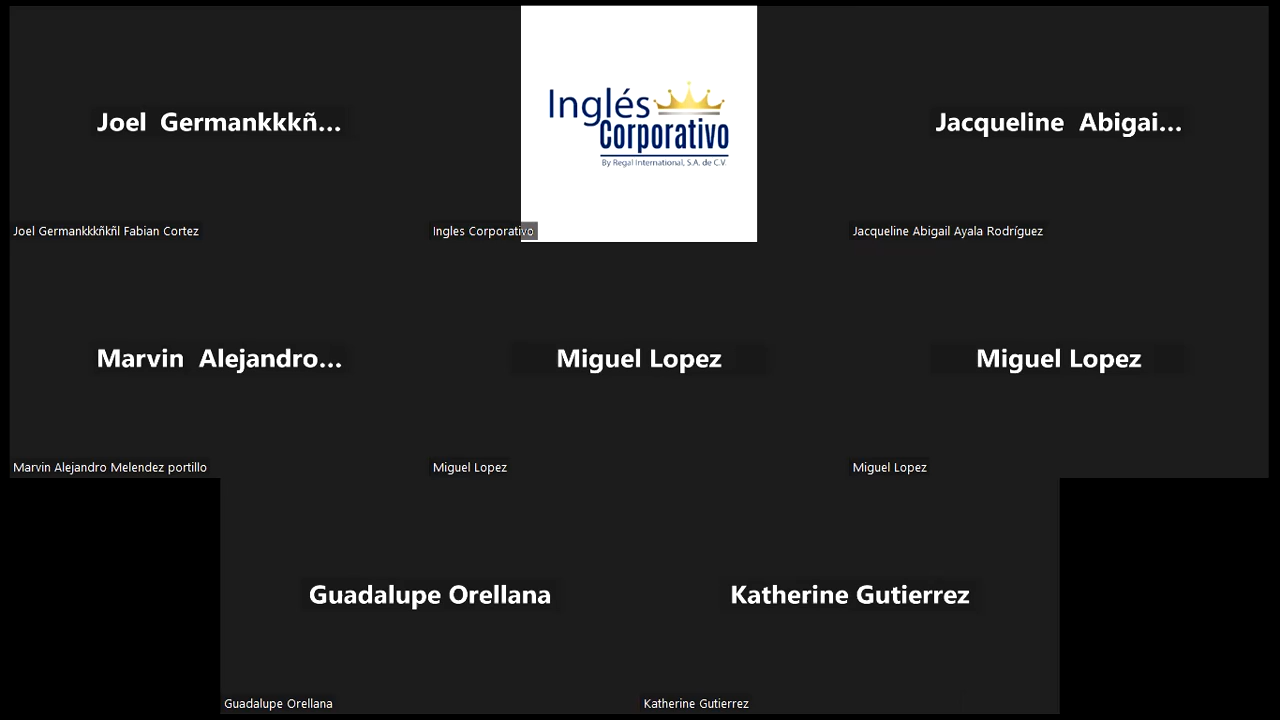 Joel Germankkkñ...
Joel Germankkkñkñl Fabian Cortez
Inglés
Corporativo
By Regal International, S.A. de C.V.
Ingles Corporativo
Jacqueline Abigai...
Jacqueline Abigail Ayala Rodríguez
Marvin Alejandro...
Marvin Alejandro Melendez portillo
Miguel Lopez
Miguel Lopez
Miguel Lopez
Miguel Lopez
Guadalupe Orellana
Guadalupe Orellana
Katherine Gutierrez
Katherine Gutierrez